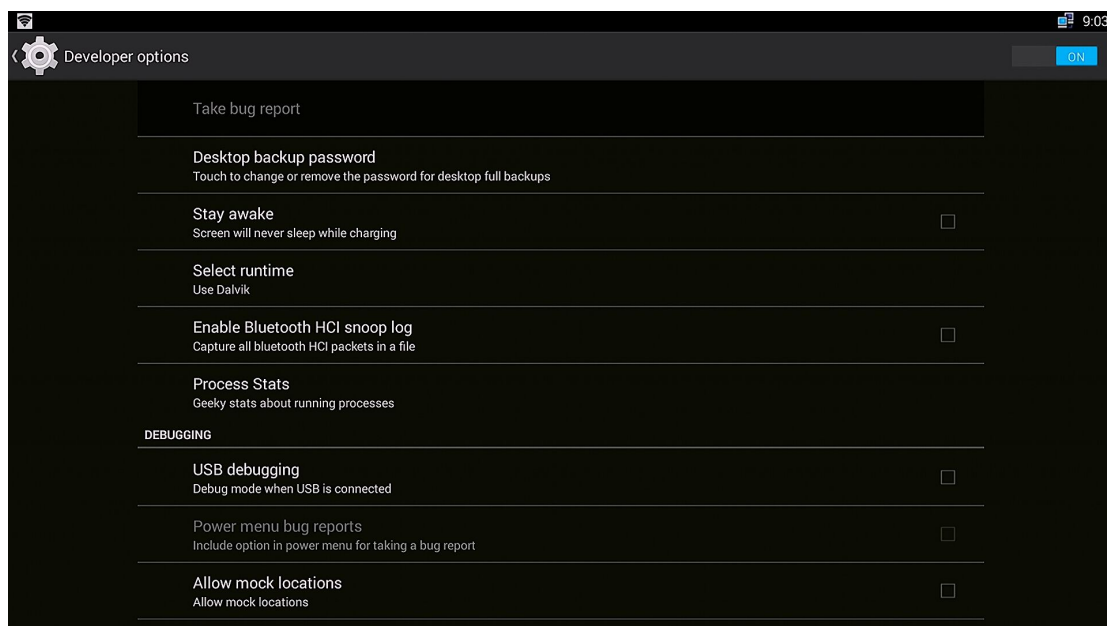 9:03
Developer options
ON
Take bug report
Desktop backup password
Touch to change or remove the password for desktop full backups
Stay awake
Screen will never sleep while charging
Select runtime
Use Dalvik
Enable Bluetooth HCI snoop log
Capture all bluetooth HCI packets in a file
Process Stats
Geeky stats about running processes
DEBUGGING
USB debugging
Debug mode when USB is connected
Power menu bug reports
Include option in power menu for taking a bug report
Allow mock locations
Allow mock locations